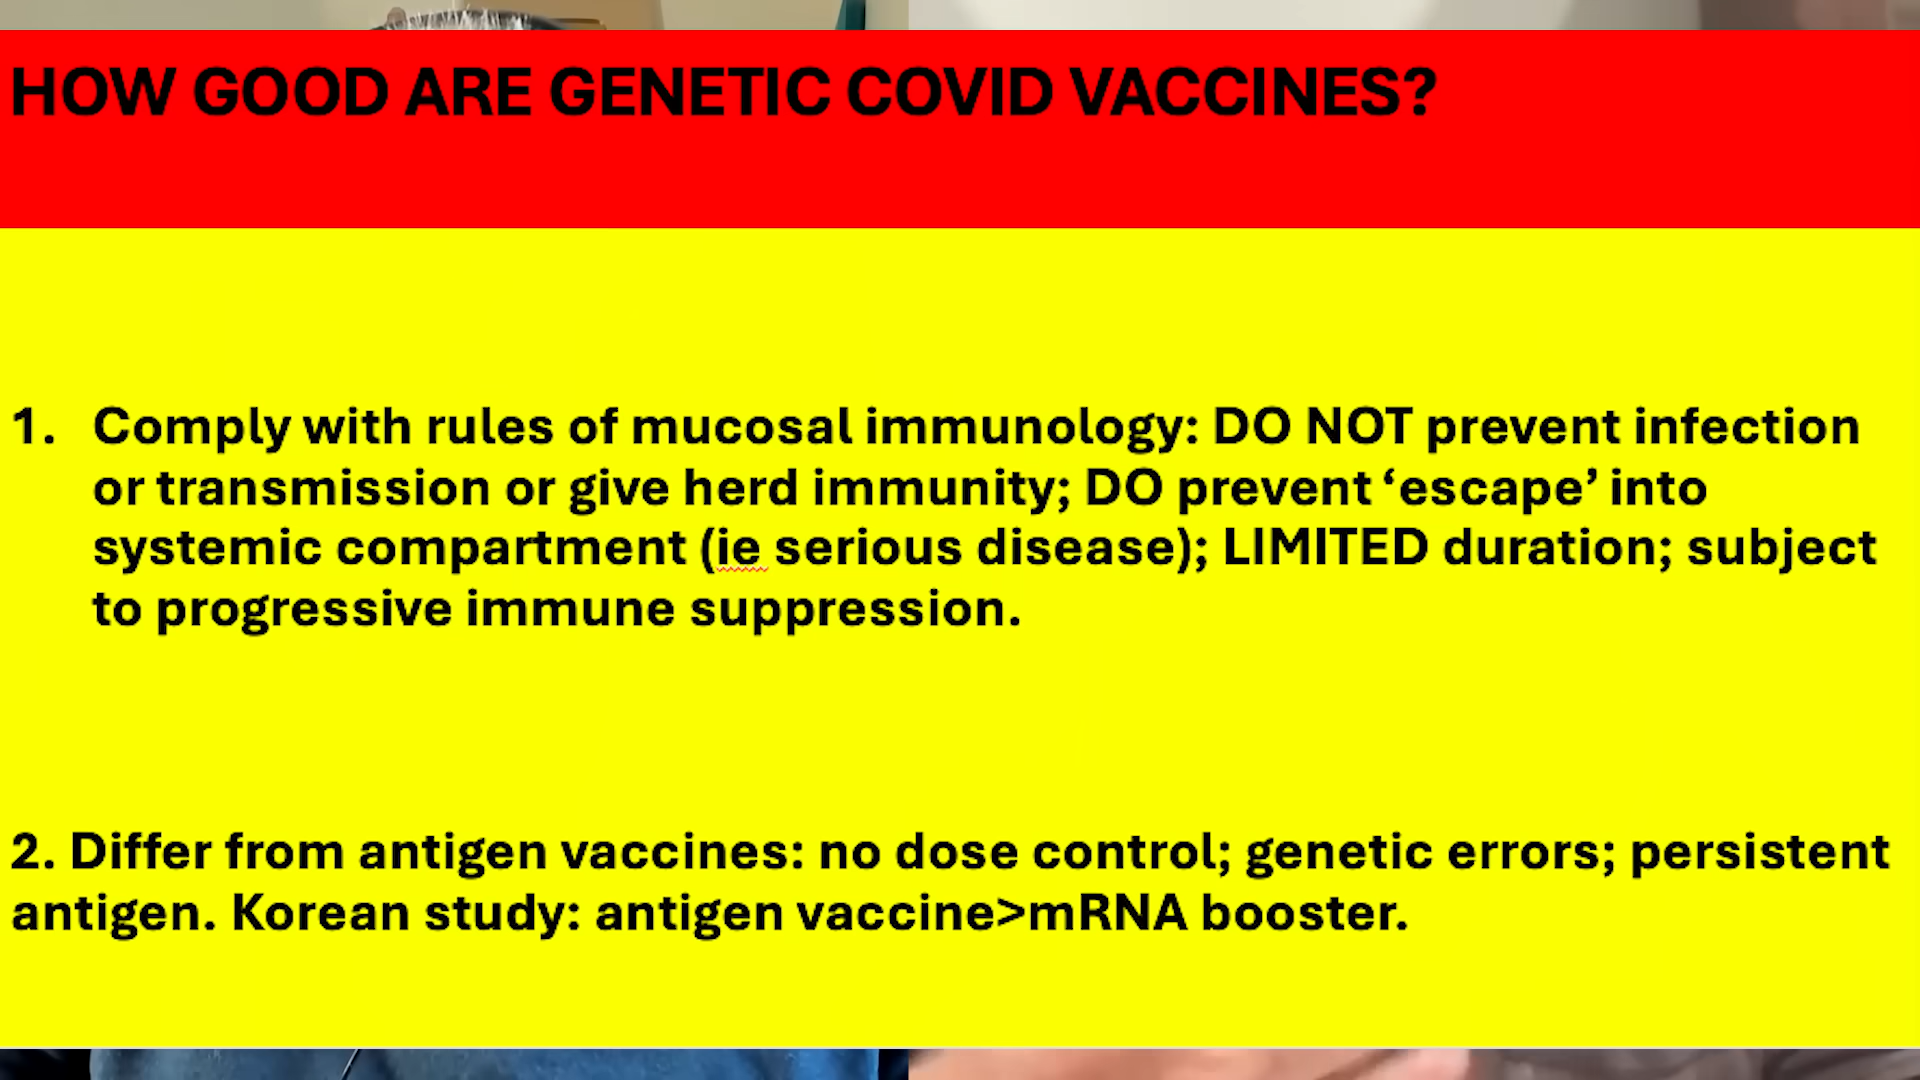 HOW GOOD ARE GENETIC COVID VACCINES?
1. Comply with rules of mucosal immunology: DO NOT prevent infection
or transmission or give herd immunity; DO prevent ‘escape’ into
systemic compartment (ie serious disease); LIMITED duration; subject
to progressive immune suppression.
2. Differ from antigen vaccines: no dose control; genetic errors; persistent
antigen. Korean study: antigen vaccine>mRNA booster.